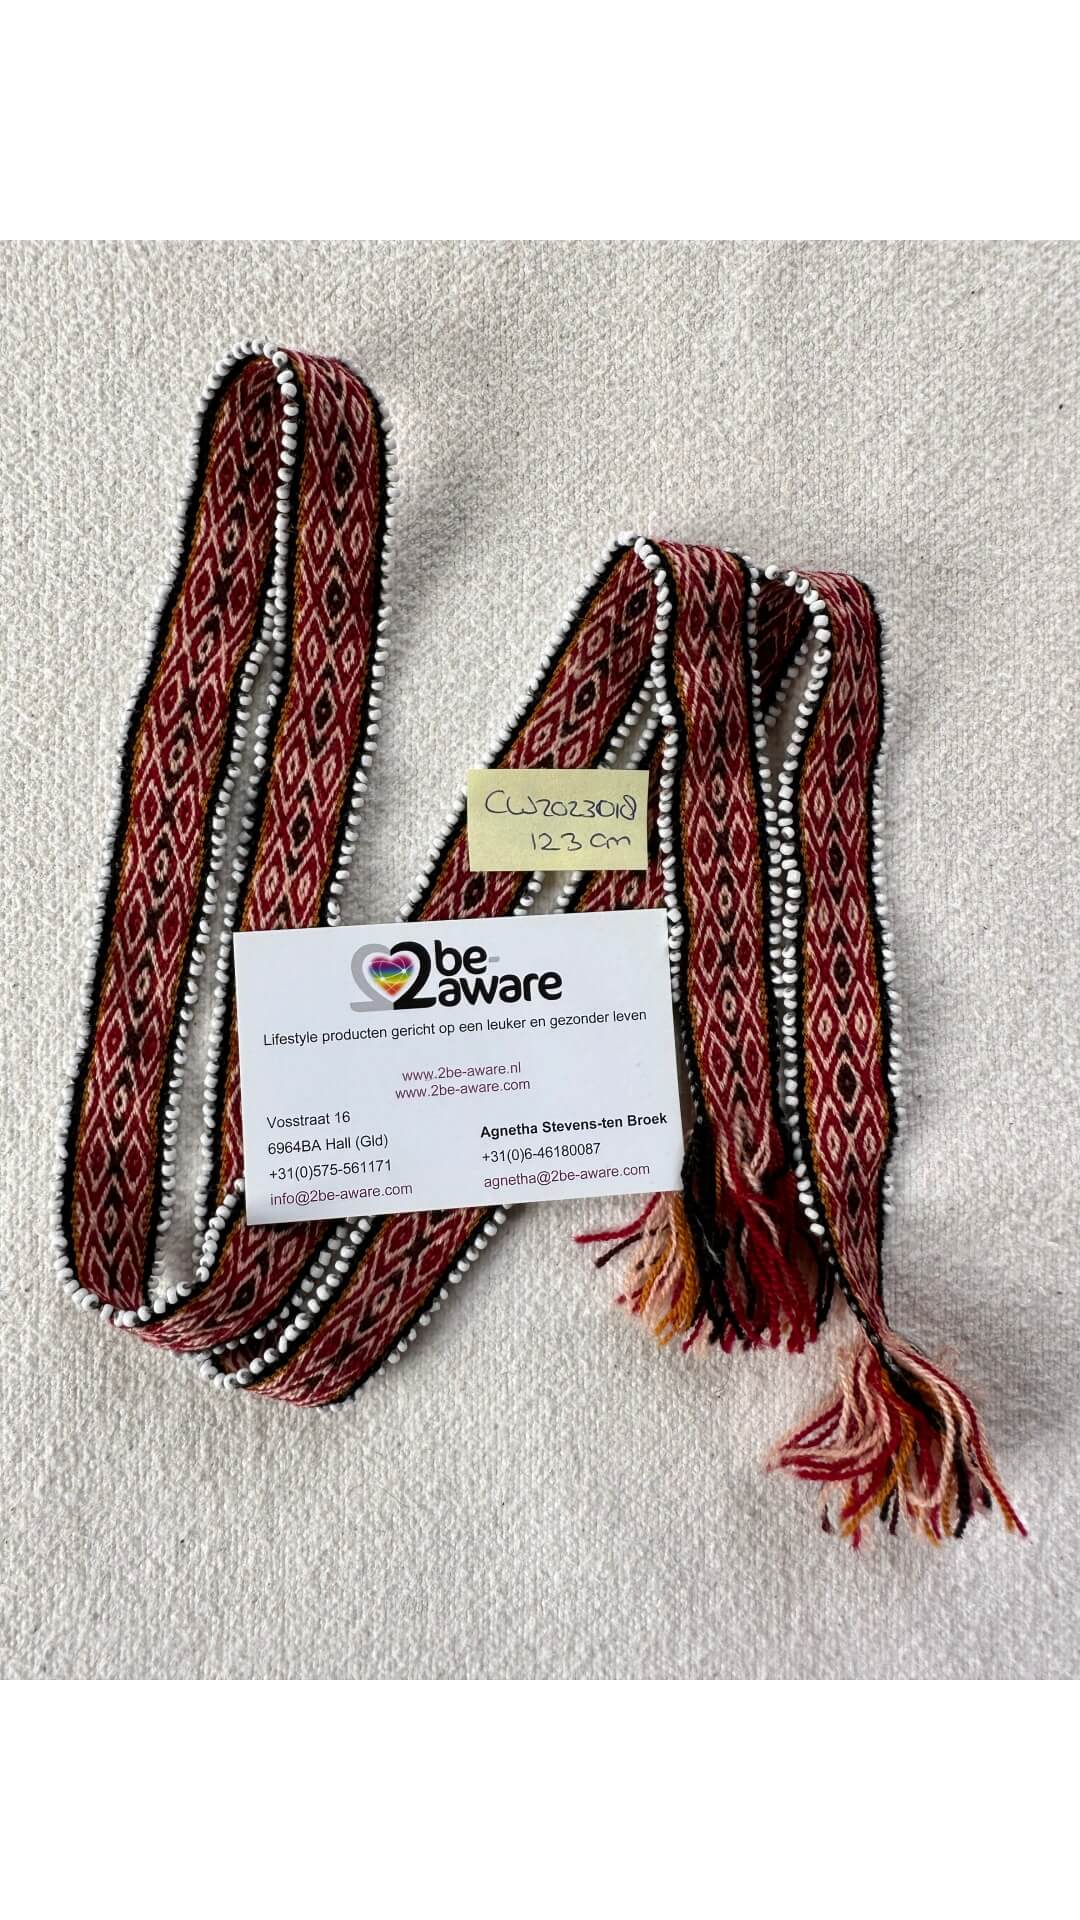 CW2023018
123 cm
2be-aware
Lifestyle producten gericht op een leuker en gezonder leven
www.2be-aware.nl
www.2be-aware.com
Vosstraat 16
6964BA Hall (Gld)
+31(0)575-561171
info@2be-aware.com
Agnetha Stevens-ten Broek
+31(0)6-46180087
agnetha@2be-aware.com